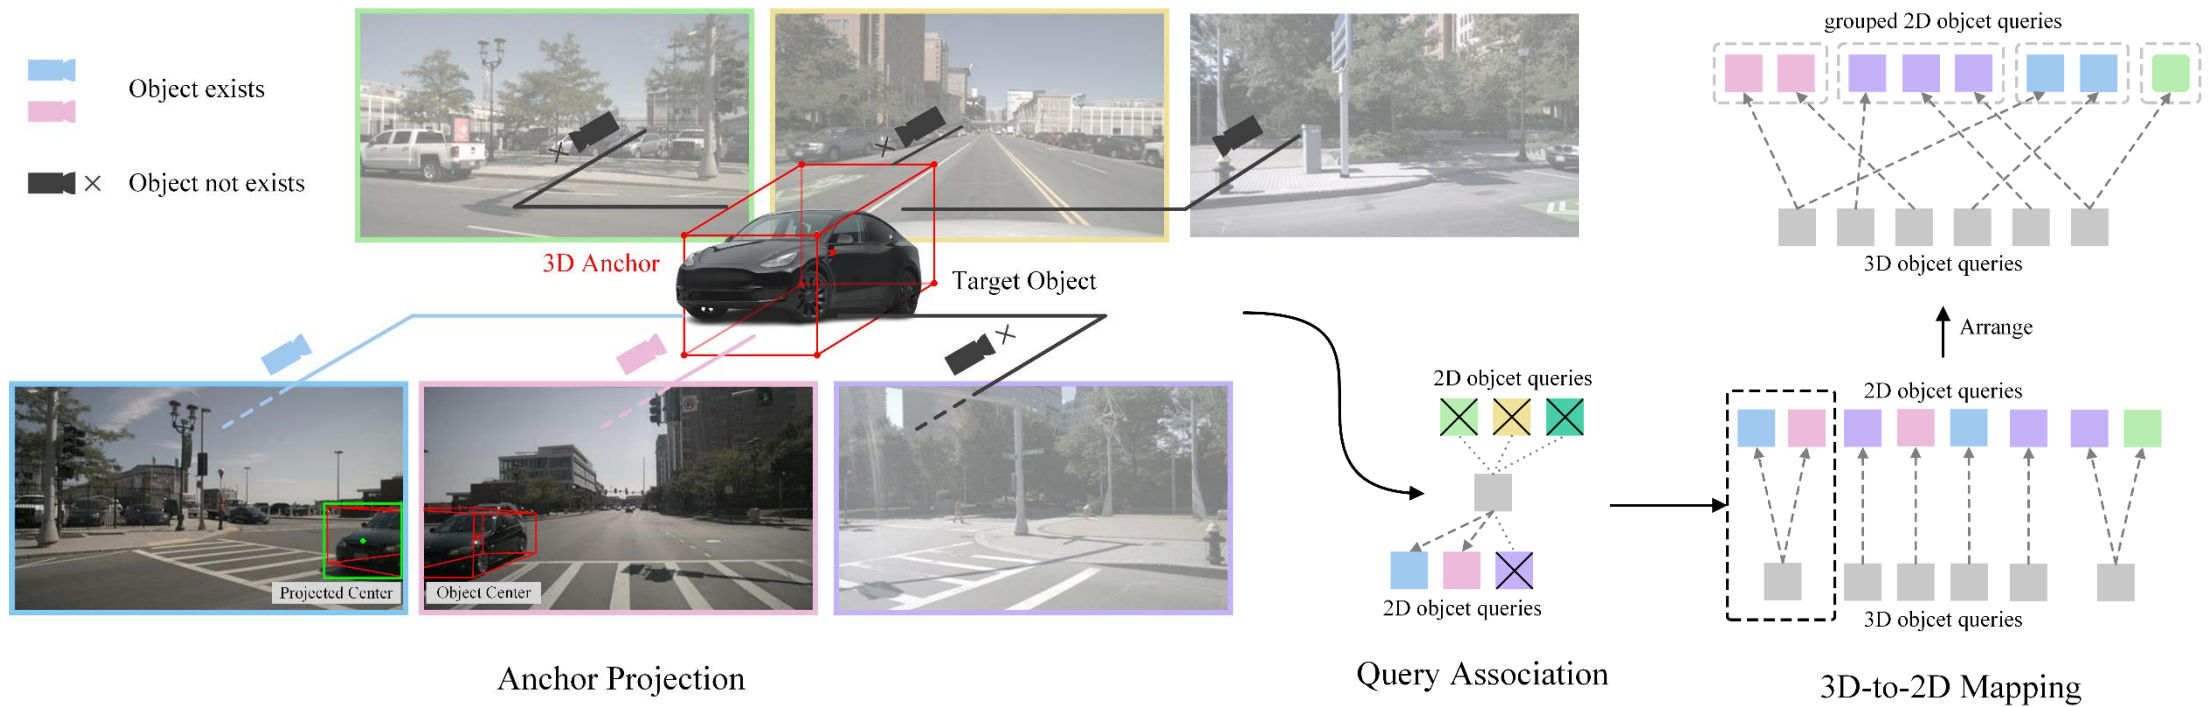 Object exists
Object not exists
3D Anchor
Target Object
Projected Center
Object Center
Anchor Projection
2D objcet queries
2D objcet queries
Query Association
grouped 2D objcet queries
3D objcet queries
Arrange
2D objcet queries
3D objcet queries
3D-to-2D Mapping